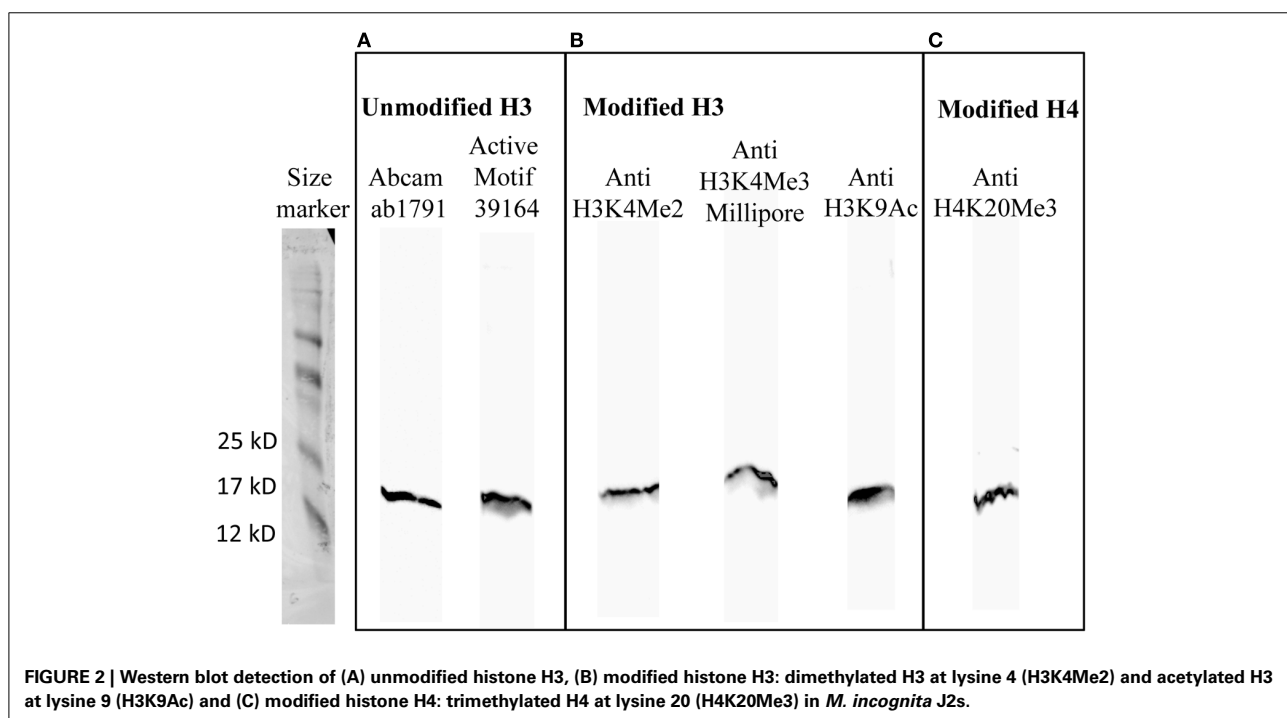 A
B
C
Unmodified H3
Modified H3
Modified H4
Size
marker
Abcam
ab1791
Active
Motif
39164
Anti
H3K4Me2
Anti
H3K4Me3
Millipore
Anti
H3K9Ac
Anti
H4K20Me3
25 kD
17 kD
12 kD
FIGURE 2 | Western blot detection of (A) unmodified histone H3, (B) modified histone H3: dimethylated H3 at lysine 4 (H3K4Me2) and acetylated H3
at lysine 9 (H3K9Ac) and (C) modified histone H4: trimethylated H4 at lysine 20 (H4K20Me3) in M. incognita J2s.